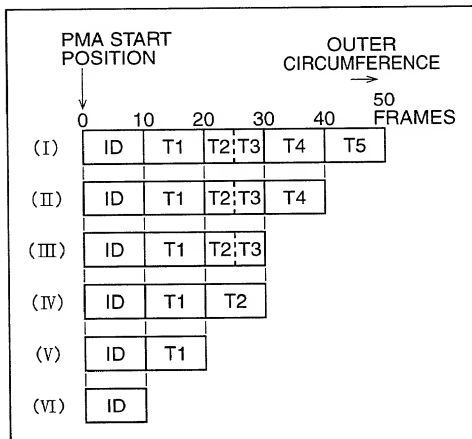 PMA START
POSITION
OUTER
CIRCUMFERENCE
→
0 10 20 30 40 50
FRAMES
(I) ID T1 T2 T3 T4 T5
(II) ID T1 T2 T3 T4
(III) ID T1 T2 T3
(IV) ID T1 T2
(V) ID T1
(VI) ID